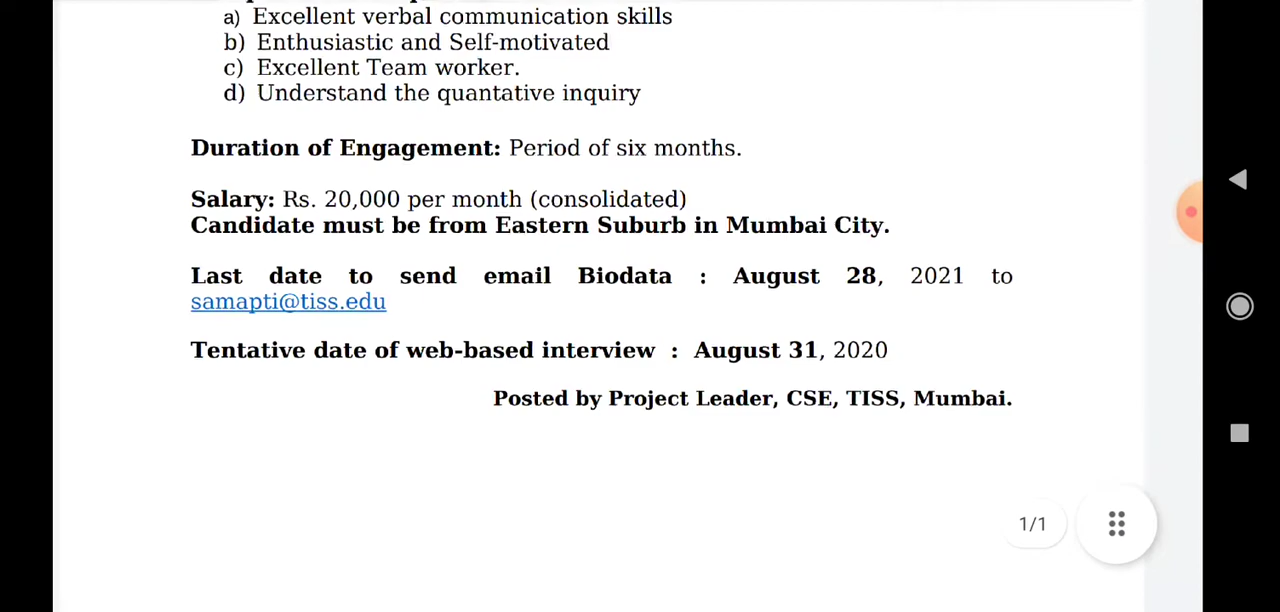 a) Excellent verbal communication skills
b) Enthusiastic and Self-motivated
c) Excellent Team worker.
d) Understand the quantative inquiry
Duration of Engagement: Period of six months.
Salary: Rs. 20,000 per month (consolidated)
Candidate must be from Eastern Suburb in Mumbai City.
Last date to send email Biodata : August 28, 2021 to
samapti@tiss.edu
Tentative date of web-based interview : August 31, 2020
Posted by Project Leader, CSE, TISS, Mumbai.
1/1